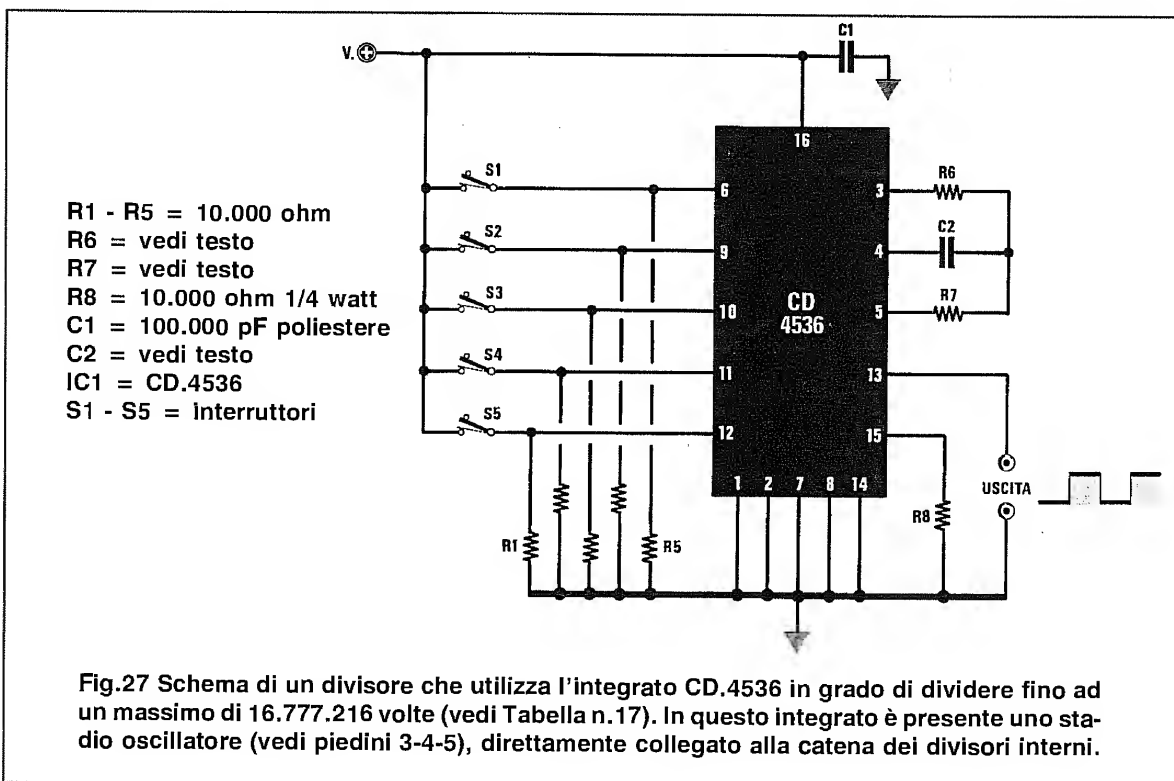 C1
V.
16
S1
6
3
R6
R1 - R5 = 10.000 ohm
R6 = vedi testo
R7 = vedi testo
R8 = 10.000 ohm 1/4 watt
C1 = 100.000 pF poliestere
C2 = vedi testo
IC1 = CD.4536
S1 - S5 = interruttori
S2
9
4
C2
S3
10
CD
4536
5
R7
S4
11
13
S5
12
15
1 2 7 8 14
USCITA
R8
R1
R5
Fig.27 Schema di un divisore che utilizza l'integrato CD.4536 in grado di dividere fino ad
un massimo di 16.777.216 volte (vedi Tabella n.17). In questo integrato è presente uno sta-
dio oscillatore (vedi piedini 3-4-5), direttamente collegato alla catena dei divisori interni.